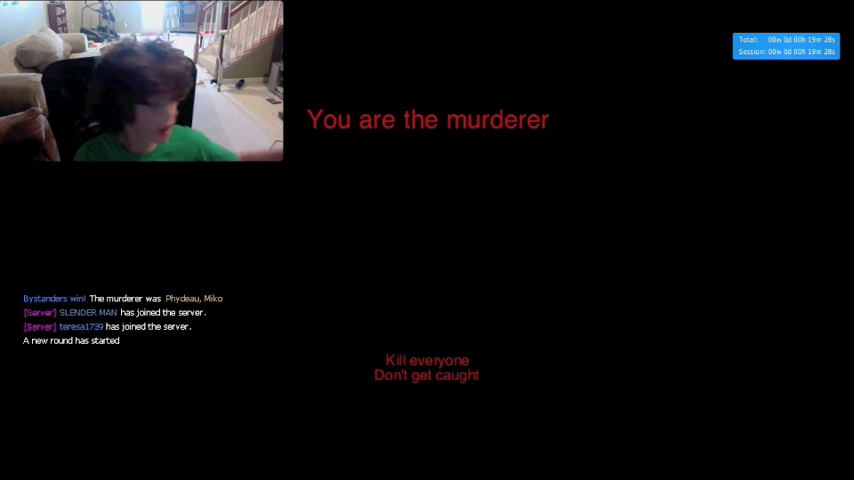 Total: 00w 0d 00h 19m 28s
Session: 00w 0d 00h 19m 28s
You are the murderer
Bystanders win! The murderer was Phydeau, Miko
[Server] SLENDER MAN has joined the server.
[Server] teresa1739 has joined the server.
A new round has started
Kill everyone
Don't get caught